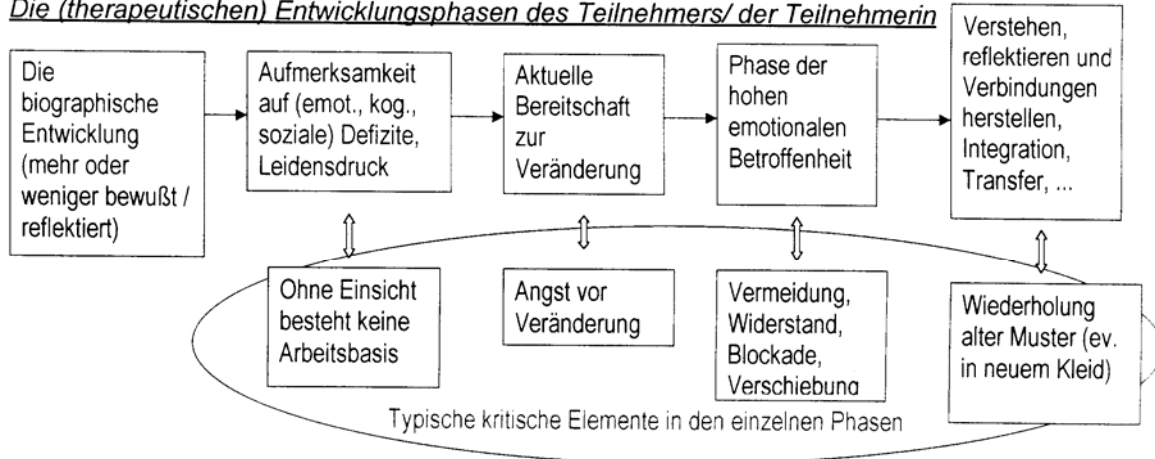 Die (therapeutischen) Entwicklungsphasen des Teilnehmers/ der Teilnehmerin
Die
biographische
Entwicklung
(mehr oder
weniger bewußt /
reflektiert)
Aufmerksamkeit
auf (emot., kog.,
soziale) Defizite,
Leidensdruck
Aktuelle
Bereitschaft
zur
Veränderung
Phase der
hohen
emotionalen
Betroffenheit
Verstehen,
reflektieren und
Verbindungen
herstellen,
Integration,
Transfer, ...
Ohne Einsicht
besteht keine
Arbeitsbasis
Angst vor
Veränderung
Vermeidung,
Widerstand,
Blockade,
Verschiebung
Wiederholung
alter Muster (ev.
in neuem Kleid)
Typische kritische Elemente in den einzelnen Phasen